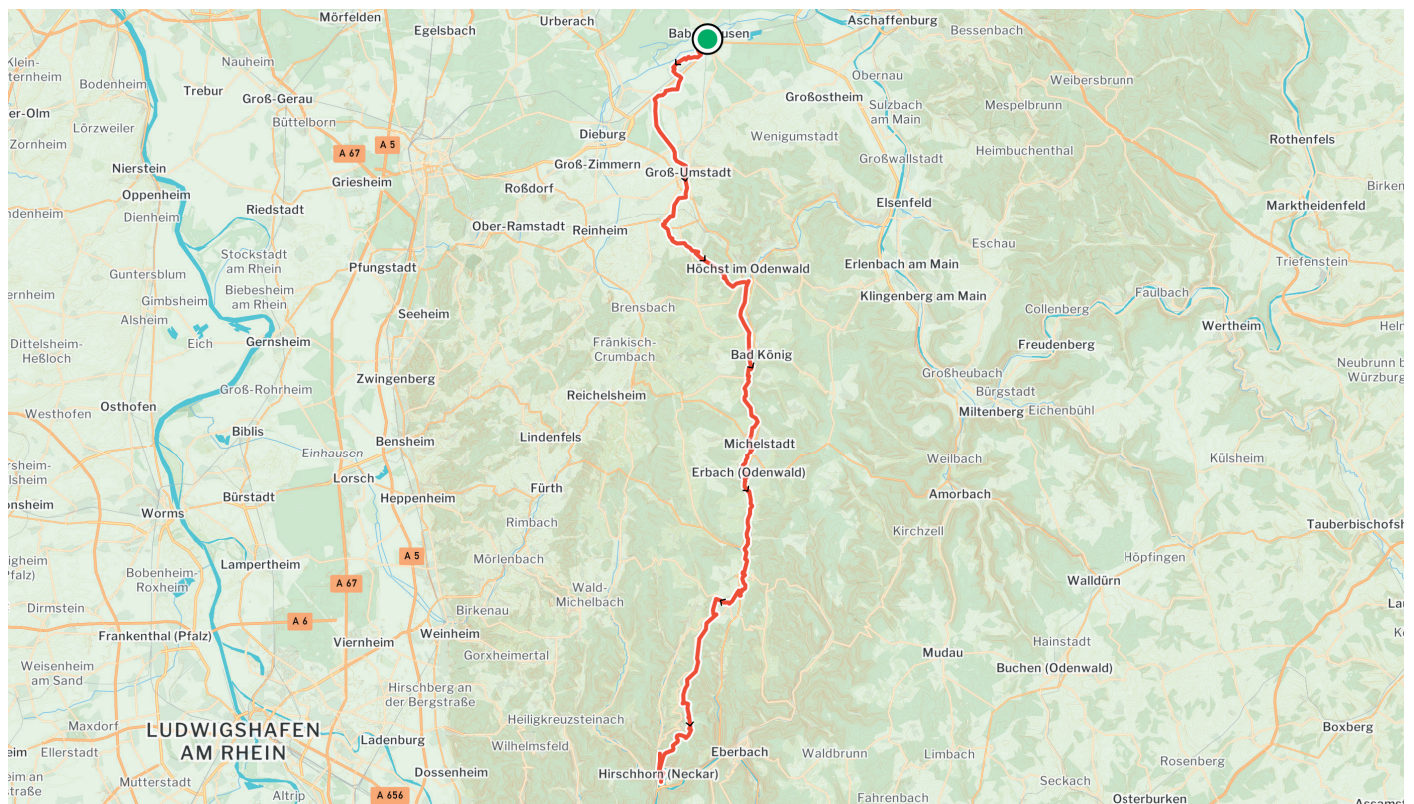 Mörfelden
Urberach
Aschaffenburg
Egelsbach
Bessenbach
Nauheim
Obernau
Weibersbrunn
Bodenheim
Trebur
Groß-Gerau
Großostheim
Sulzbach
am Main
Mespelbrunn
er-Olm
Büttelborn
Lörzweiler
Dieburg
Wenigumstadt
Rothenfels
Zornheim
A 5
A 67
Großwallstadt
Heimbuchenthal
Nierstein
Groß-Zimmern
Groß-Umstadt
Griesheim
Roßdorf
Oppenheim
Elsenfeld
Marktheidenfeld
Dienheim
Riedstadt
Ober-Ramstadt
Reinheim
Eschau
Stockstadt
am Rhein
Guntersblum
Pfungstadt
Höchst im Odenwald
Erlenbach am Main
Triefenstein
Biebesheim
am Rhein
Gimbsheim
Klingenberg am Main
Faulbach
Alsheim
Seeheim
Brensbach
Collenberg
Wertheim
Eich
Gernsheim
Dittelsheim-
Heßloch
Fränkisch-
Crumbach
Freudenberg
Bad König
Neubrunn b
Würzburg
Zwingenberg
Großheubach
Groß-Rohrheim
Reichelsheim
Bürgstadt
Westhofen
Osthofen
Miltenberg
Eichenbühl
Biblis
Bensheim
Lindenfels
Michelstadt
Einhausen
Weilbach
Külsheim
Lorsch
Erbach (Odenwald)
Bürstadt
Heppenheim
Fürth
Amorbach
Worms
Rimbach
Kirchzell
Tauberbischofsh
A 5
Mörlenbach
Höpfingen
Lampertheim
Bobenheim-
Roxheim
A 67
Wald-
Michelbach
Walldürn
Dirmstein
Birkenau
A 6
Frankenthal (Pfalz)
Viernheim
Weinheim
Hainstadt
Gorxheimertal
Mudau
Weisenheim
am Sand
Buchen (Odenwald)
Hirschberg an
der Bergstraße
Maxdorf
Heiligkreuzsteinach
Boxberg
LUDWIGSHAFEN
AM RHEIN
Ladenburg
Wilhelmsfeld
Eberbach
Waldbrunn
Limbach
Rosenberg
Ellerstadt
Mutterstadt
Dossenheim
Hirschhorn (Neckar)
Seckach
Altrip
A 656
Fahrenbach
Osterburken